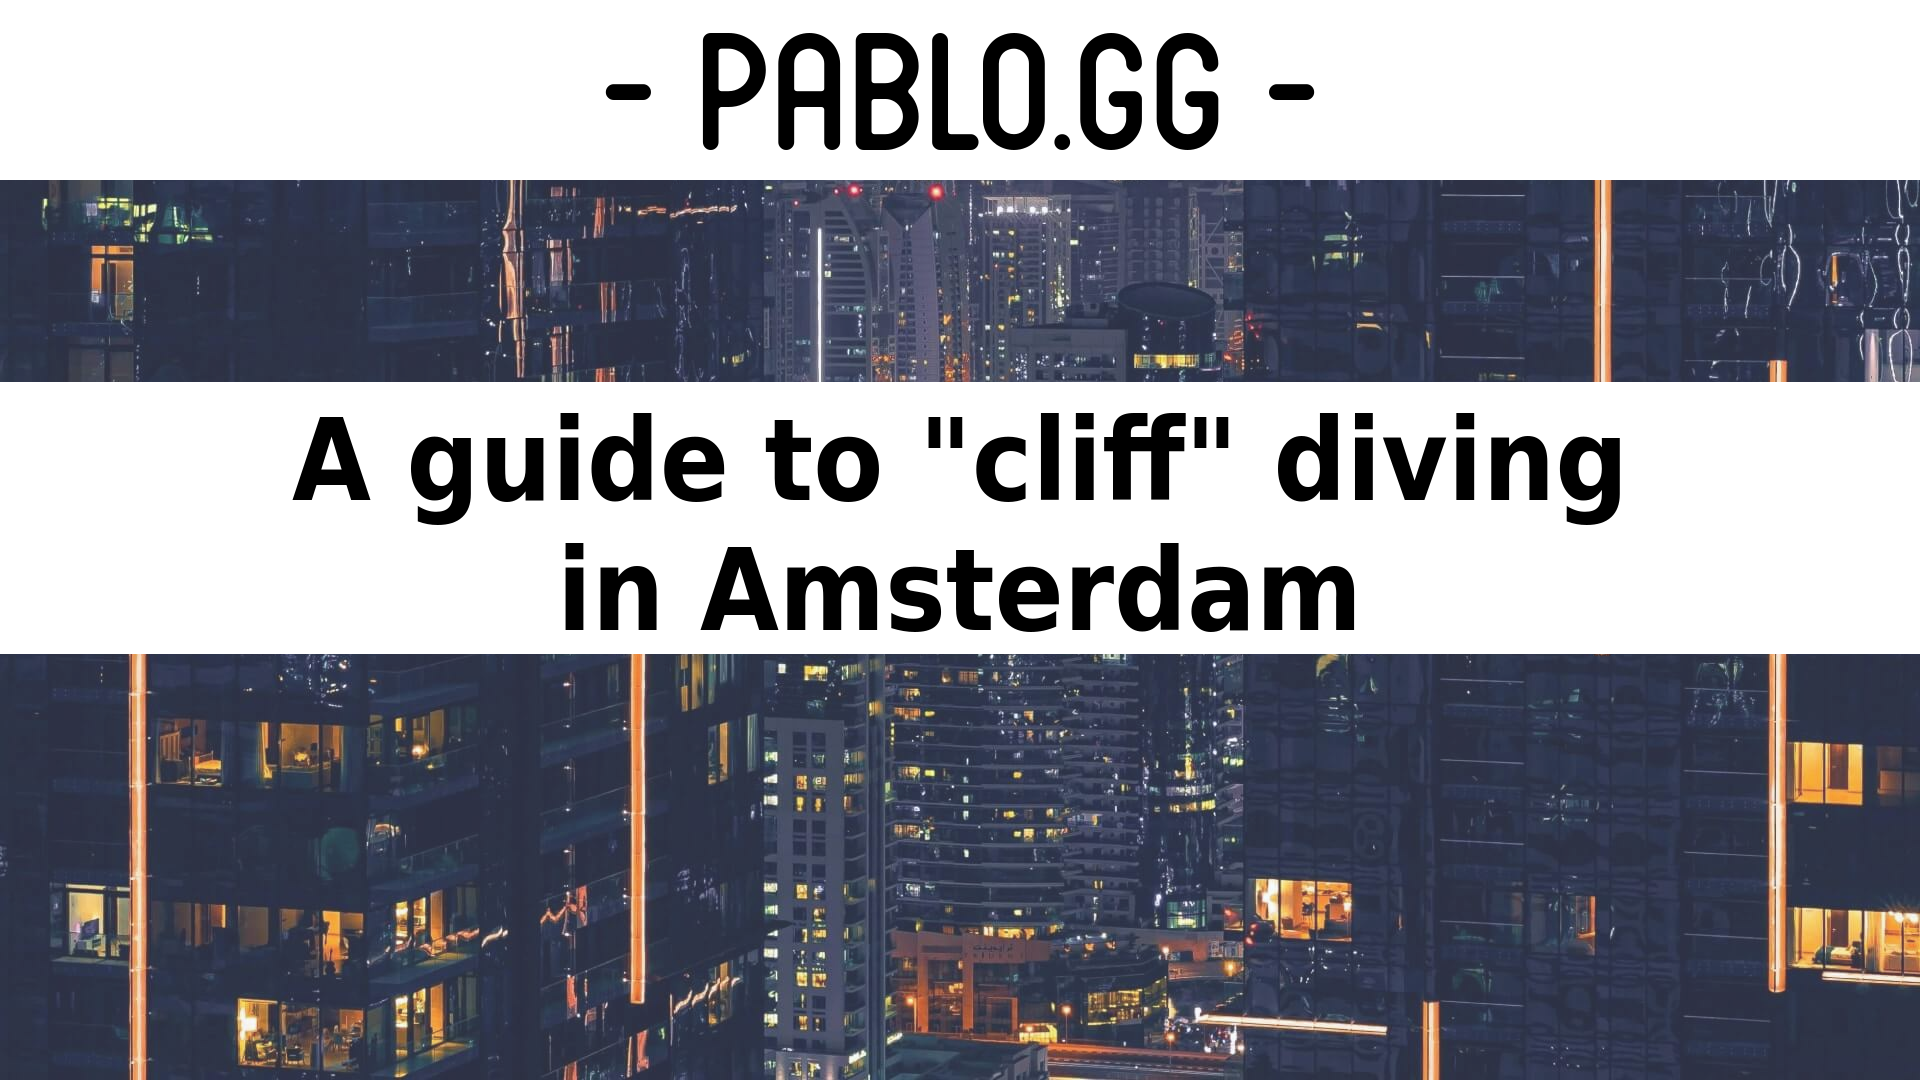 - PABLO.GG -
A guide to "cliff" diving
in Amsterdam